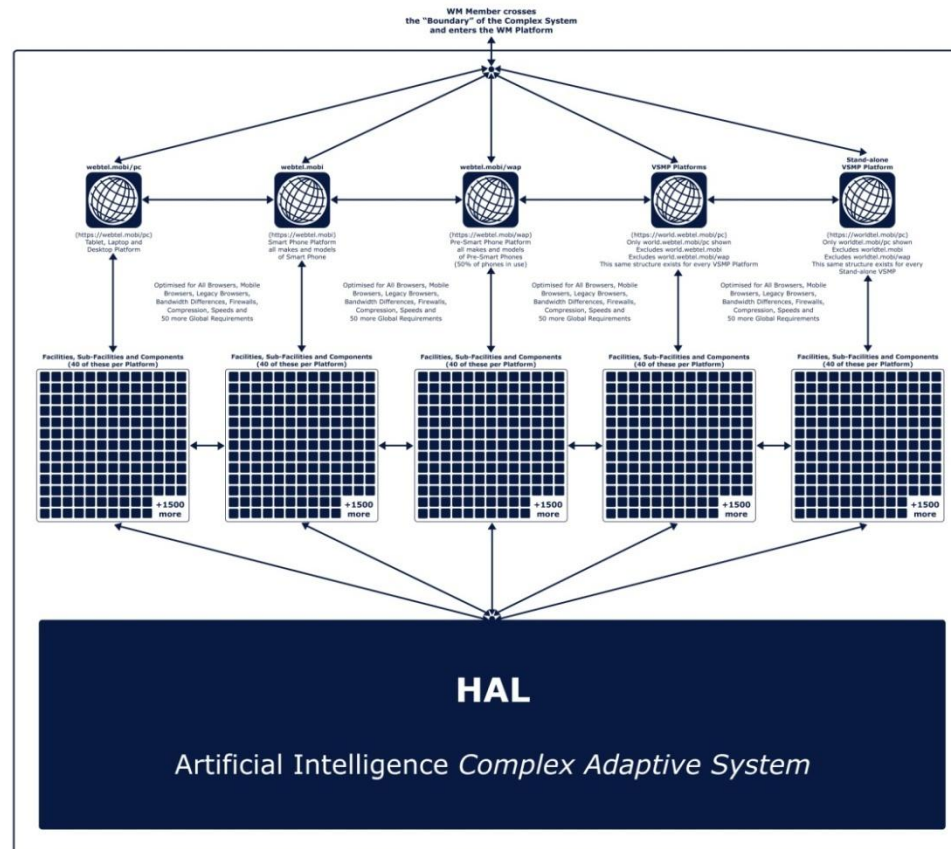 WM Member crosses
the “Boundary” of the Complex System
and enters the WM Platform
webtel.mobi/pc
(https://webtel.mobi/pc)
Tablet, Laptop and
Desktop Platform
webtel.mobi
(https://webtel.mobi)
Smart Phone Platform
all makes and models
of Smart Phone
webtel.mobi/wap
(https://webtel.mobi/wap)
Pre-Smart Phone Platform
all makes and models
of Pre-Smart Phones
(50% of phones in use)
VSMP Platforms
(https://world.webtel.mobi/pc)
Only world.webtel.mobi/pc shown
Excludes world.webtel.mobi
Excludes world.webtel.mobi/wap
This same structure exists for every VSMP Platform
Stand-alone
VSMP Platform
(https://worldtel.mobi/pc)
Only worldtel.mobi/pc shown
Excludes worldtel.mobi
Excludes worldtel.mobi/wap
This same structure exists for every
Stand-alone VSMP
Optimised for All Browsers, Mobile
Browsers, Legacy Browsers,
Bandwidth Differences, Firewalls,
Compression, Speeds and
50 more Global Requirements
Optimised for All Browsers, Mobile
Browsers, Legacy Browsers,
Bandwidth Differences, Firewalls,
Compression, Speeds and
50 more Global Requirements
Optimised for All Browsers, Mobile
Browsers, Legacy Browsers,
Bandwidth Differences, Firewalls,
Compression, Speeds and
50 more Global Requirements
Optimised for All Browsers, Mobile
Browsers, Legacy Browsers,
Bandwidth Differences, Firewalls,
Compression, Speeds and
50 more Global Requirements
Facilities, Sub-Facilities and Components
(40 of these per Platform)
+1500
more
Facilities, Sub-Facilities and Components
(40 of these per Platform)
+1500
more
Facilities, Sub-Facilities and Components
(40 of these per Platform)
+1500
more
Facilities, Sub-Facilities and Components
(40 of these per Platform)
+1500
more
Facilities, Sub-Facilities and Components
(40 of these per Platform)
+1500
more
HAL
Artificial Intelligence Complex Adaptive System